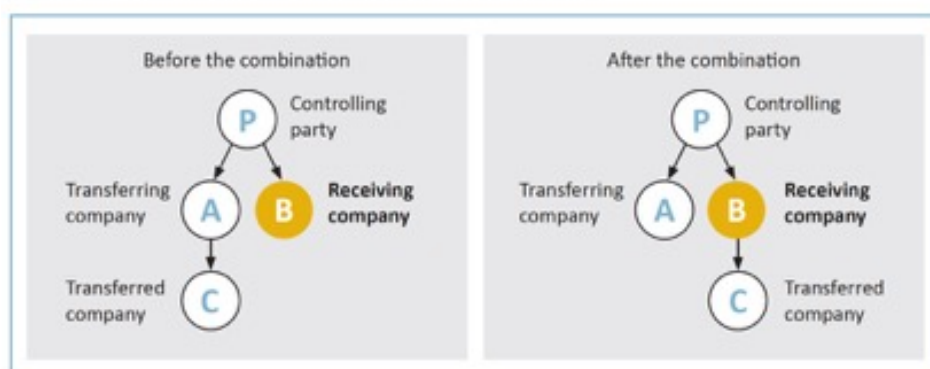 Before the combination
P
Controlling
party
Transferring
company
A
B
Receiving
company
Transferred
company
C
After the combination
P
Controlling
party
Transferring
company
A
B
Receiving
company
C
Transferred
company